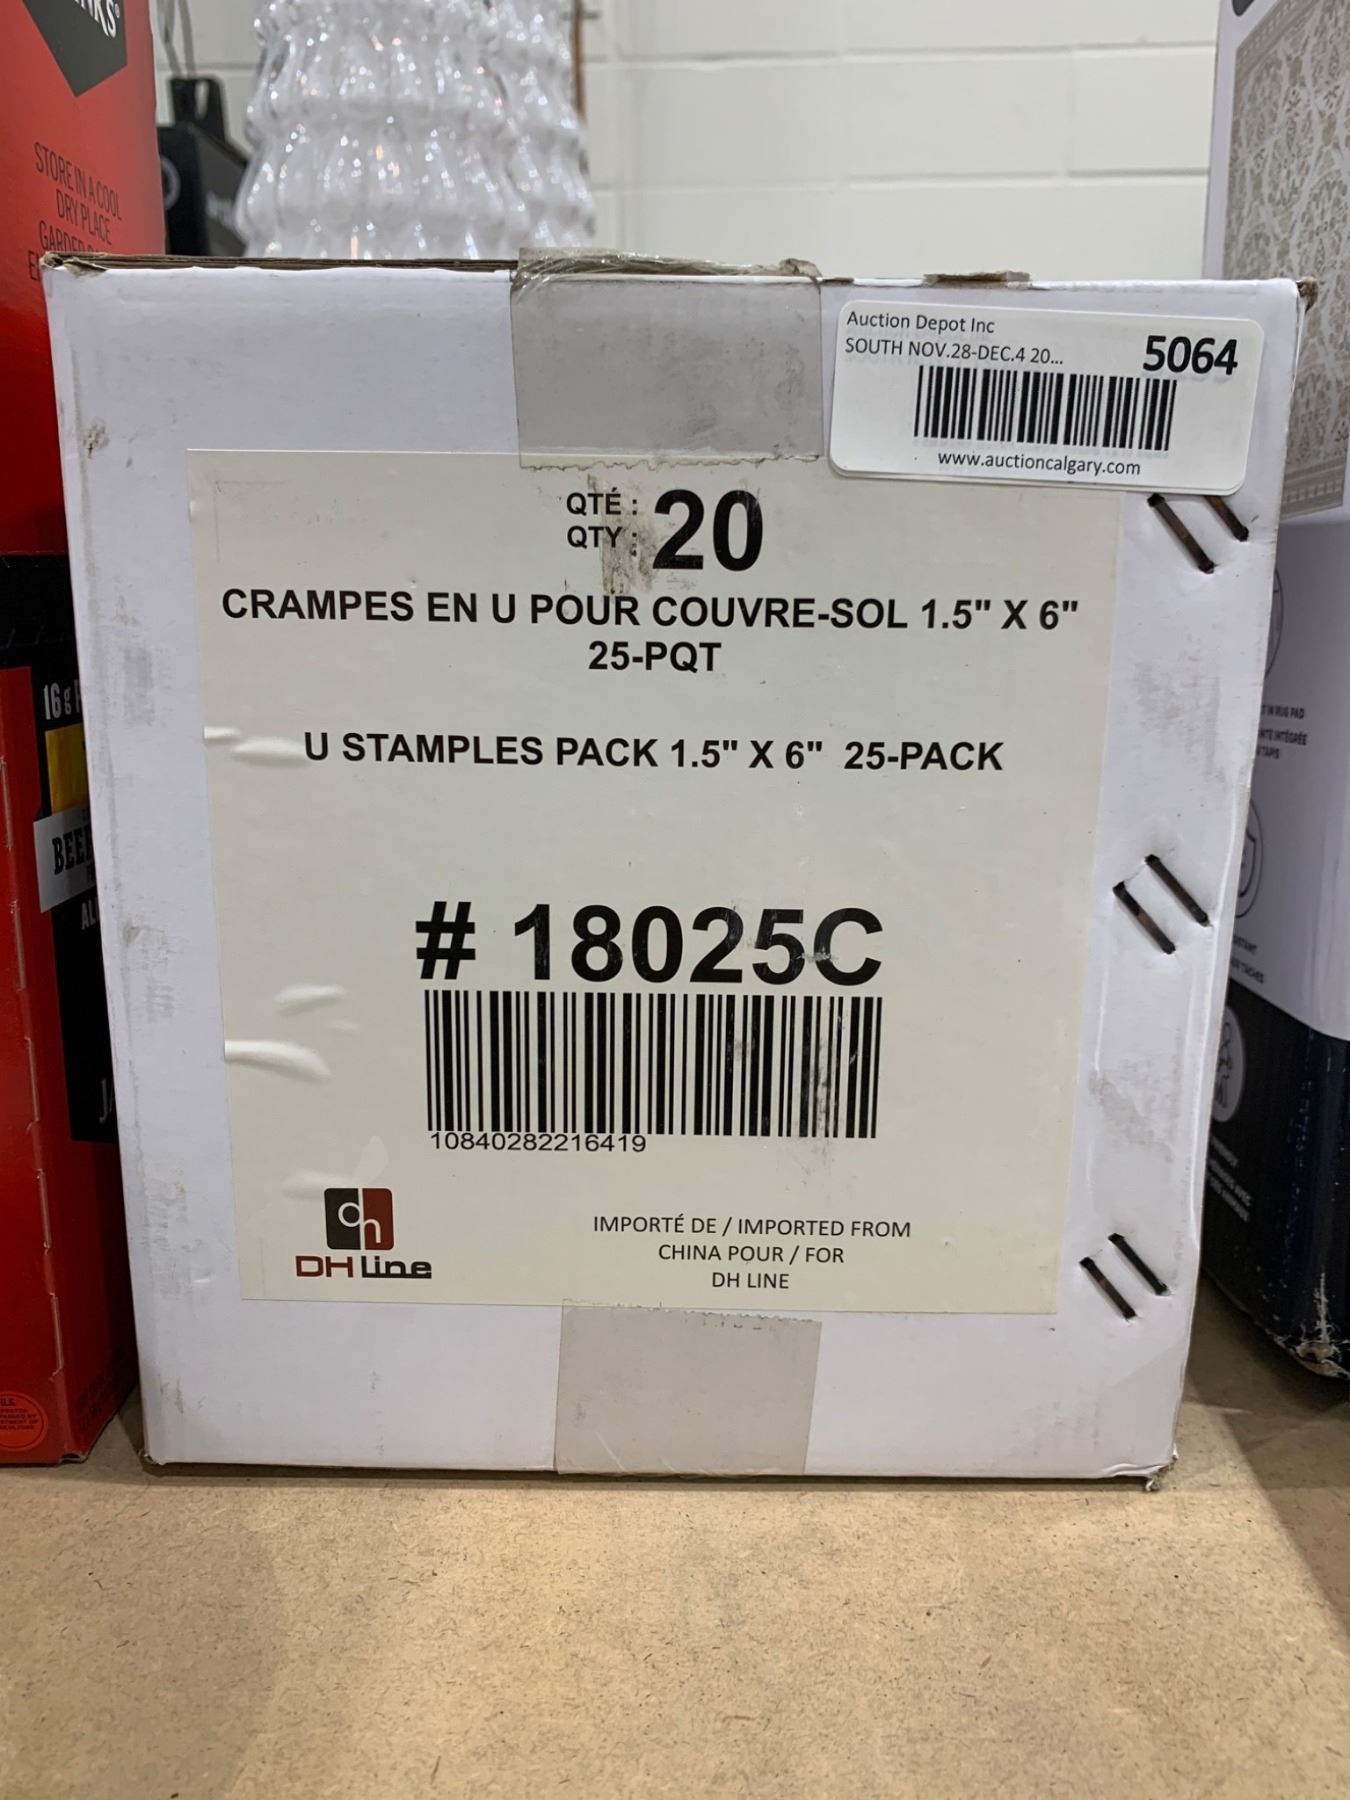 STORE IN A COOL
DRY PLACE
16g
BEEF
Auction Depot Inc
SOUTH NOV.28-DEC.4 20...
5064
www.auctioncalgary.com
QTÉ :
QTY :
20
CRAMPES EN U POUR COUVRE-SOL 1.5" X 6"
25-PQT
U STAMPLES PACK 1.5" X 6" 25-PACK
# 18025C
10840282216419
DH Line
IMPORTÉ DE / IMPORTED FROM
CHINA POUR / FOR
DH LINE